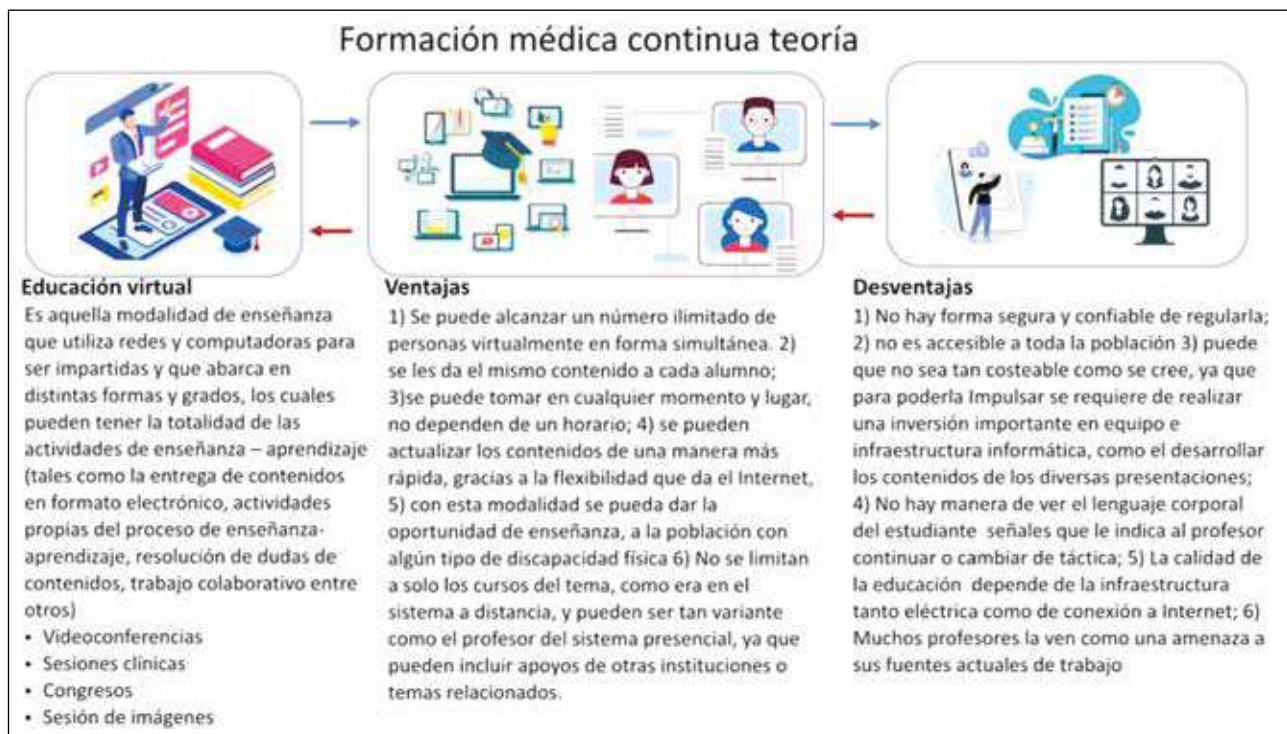 Formación médica continua teoría
Educación virtual
Es aquella modalidad de enseñanza
que utiliza redes y computadoras para
ser impartidas y que abarca en
distintas formas y grados, los cuales
pueden tener la totalidad de las
actividades de enseñanza – aprendizaje
(tales como la entrega de contenidos
en formato electrónico, actividades
propias del proceso de enseñanza-
aprendizaje, resolución de dudas de
contenidos, trabajo colaborativo entre
otros)
• Videoconferencias
• Sesiones clínicas
• Congresos
• Sesión de imágenes
Ventajas
1) Se puede alcanzar un número ilimitado de
personas virtualmente en forma simultánea. 2)
se les da el mismo contenido a cada alumno;
3)se puede tomar en cualquier momento y lugar,
no dependen de un horario; 4) se pueden
actualizar los contenidos de una manera más
rápida, gracias a la flexibilidad que da el Internet,
5) con esta modalidad se pueda dar la
oportunidad de enseñanza, a la población con
algún tipo de discapacidad física 6) No se limitan
a solo los cursos del tema, como era en el
sistema a distancia, y pueden ser tan variante
como el profesor del sistema presencial, ya que
pueden incluir apoyos de otras instituciones o
temas relacionados.
Desventajas
1) No hay forma segura y confiable de regularla;
2) no es accesible a toda la población 3) puede
que no sea tan costeable como se cree, ya que
para poderla Impulsar se requiere de realizar
una inversión importante en equipo e
infraestructura informática, como el desarrollar
los contenidos de los diversas presentaciones;
4) No hay manera de ver el lenguaje corporal
del estudiante señales que le indica al profesor
continuar o cambiar de táctica; 5) La calidad de
la educación depende de la infraestructura
tanto eléctrica como de conexión a Internet; 6)
Muchos profesores la ven como una amenaza a
sus fuentes actuales de trabajo